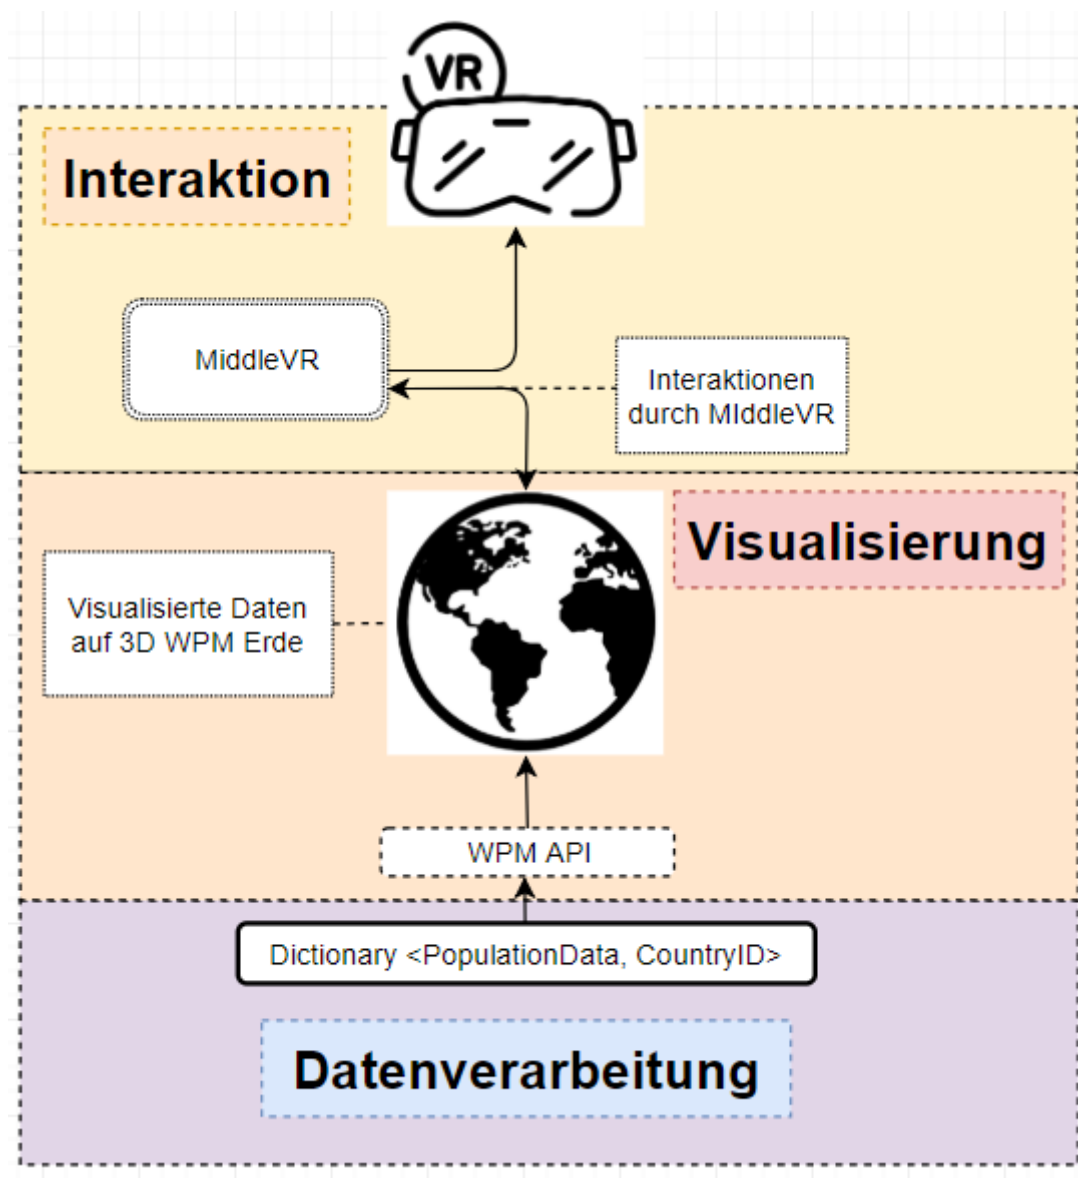 VR
Interaktion
MiddleVR
Interaktionen
durch MIddleVR
Visualisierung
Visualisierte Daten
auf 3D WPM Erde
WPM API
Dictionary <PopulationData, CountryID>
Datenverarbeitung